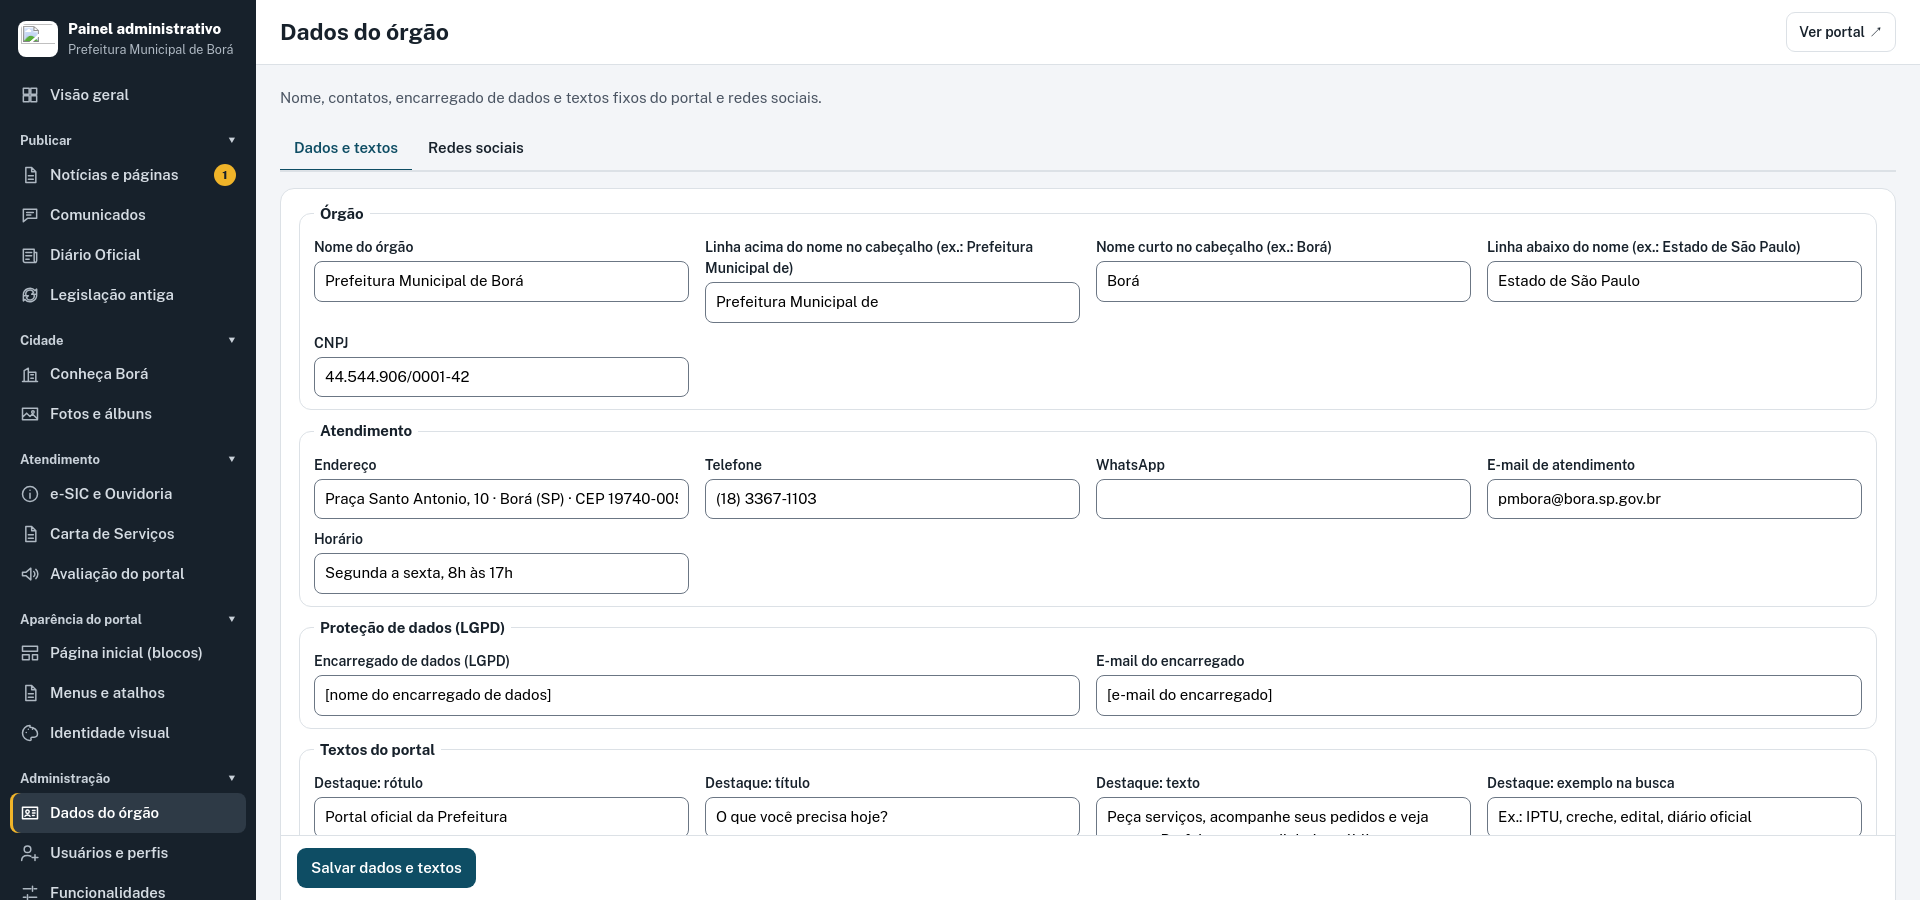 Painel administrativo
Prefeitura Municipal de Borá
Visão geral
Publicar
Notícias e páginas
1
Comunicados
Diário Oficial
Legislação antiga
Cidade
Conheça Borá
Fotos e álbuns
Atendimento
e-SIC e Ouvidoria
Carta de Serviços
Avaliação do portal
Aparência do portal
Página inicial (blocos)
Menus e atalhos
Identidade visual
Administração
Dados do órgão
Usuários e perfis
Funcionalidades
Dados do órgão
Ver portal ↗
Nome, contatos, encarregado de dados e textos fixos do portal e redes sociais.
Dados e textos
Redes sociais
Órgão
Nome do órgão
Prefeitura Municipal de Borá
Linha acima do nome no cabeçalho (ex.: Prefeitura
Municipal de)
Prefeitura Municipal de
Nome curto no cabeçalho (ex.: Borá)
Borá
Linha abaixo do nome (ex.: Estado de São Paulo)
Estado de São Paulo
CNPJ
44.544.906/0001-42
Atendimento
Endereço
Praça Santo Antonio, 10 · Borá (SP) · CEP 19740-005
Telefone
(18) 3367-1103
WhatsApp
E-mail de atendimento
pmbora@bora.sp.gov.br
Horário
Segunda a sexta, 8h às 17h
Proteção de dados (LGPD)
Encarregado de dados (LGPD)
[nome do encarregado de dados]
E-mail do encarregado
[e-mail do encarregado]
Textos do portal
Destaque: rótulo
Portal oficial da Prefeitura
Destaque: título
O que você precisa hoje?
Destaque: texto
Peça serviços, acompanhe seus pedidos e veja
Destaque: exemplo na busca
Ex.: IPTU, creche, edital, diário oficial
Salvar dados e textos